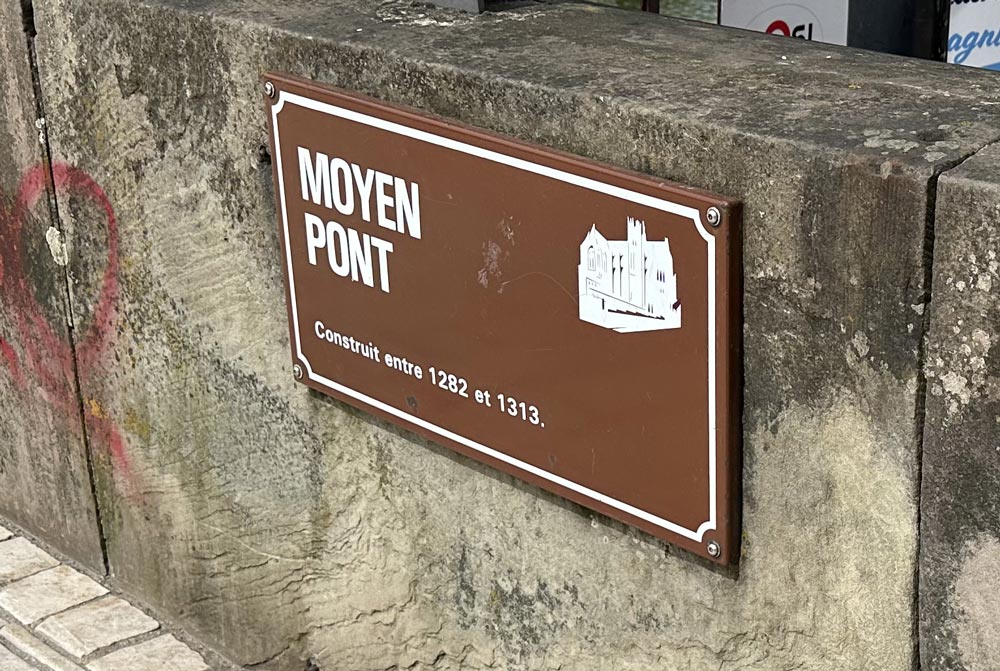 MOYEN
PONT
Construit entre 1282 et 1313.